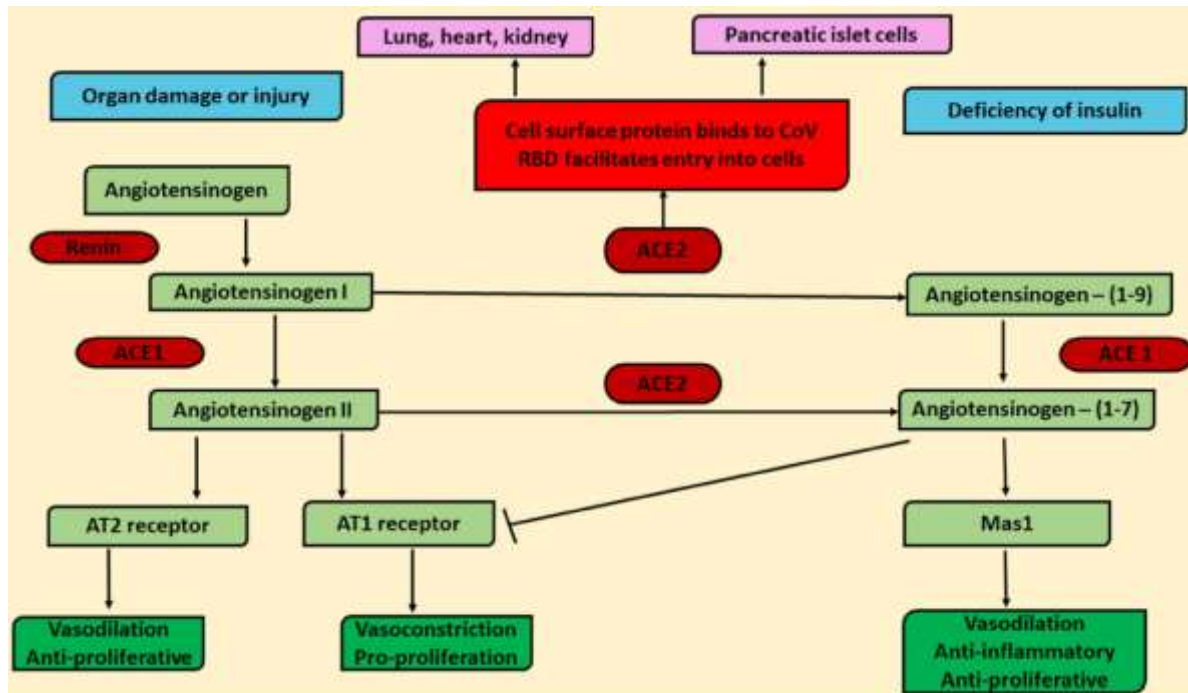 Lung, heart, kidney
Pancreatic islet cells
Organ damage or injury
Deficiency of insulin
Cell surface protein binds to CoV
RBD facilitates entry into cells
Angiotensinogen
Renin
ACE2
Angiotensinogen I
Angiotensinogen – (1-9)
ACE1
ACE 1
ACE2
Angiotensinogen II
Angiotensinogen – (1-7)
AT2 receptor
AT1 receptor
Mas1
Vasodilation
Anti-proliferative
Vasoconstriction
Pro-proliferation
Vasodilation
Anti-inflammatory
Anti-proliferative